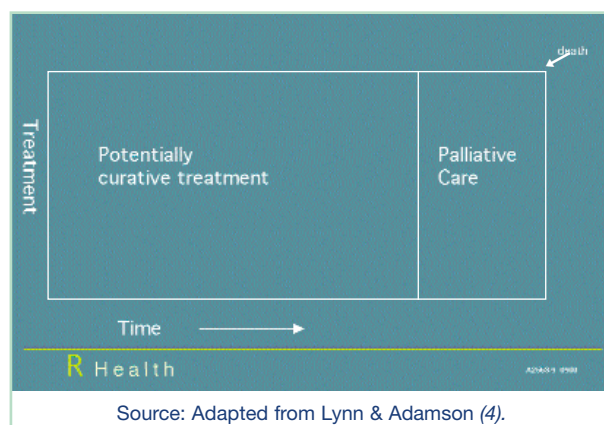 death
Treatment
Potentially
curative treatment
Palliative
Care
Time
R Health
Source: Adapted from Lynn & Adamson (4).